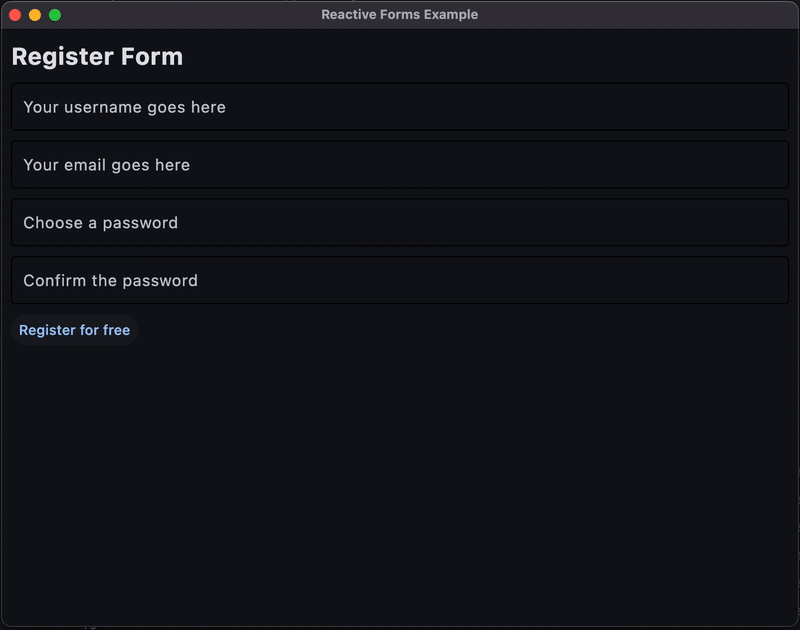 Reactive Forms Example
Register Form
Your username goes here
Your email goes here
Choose a password
Confirm the password
Register for free